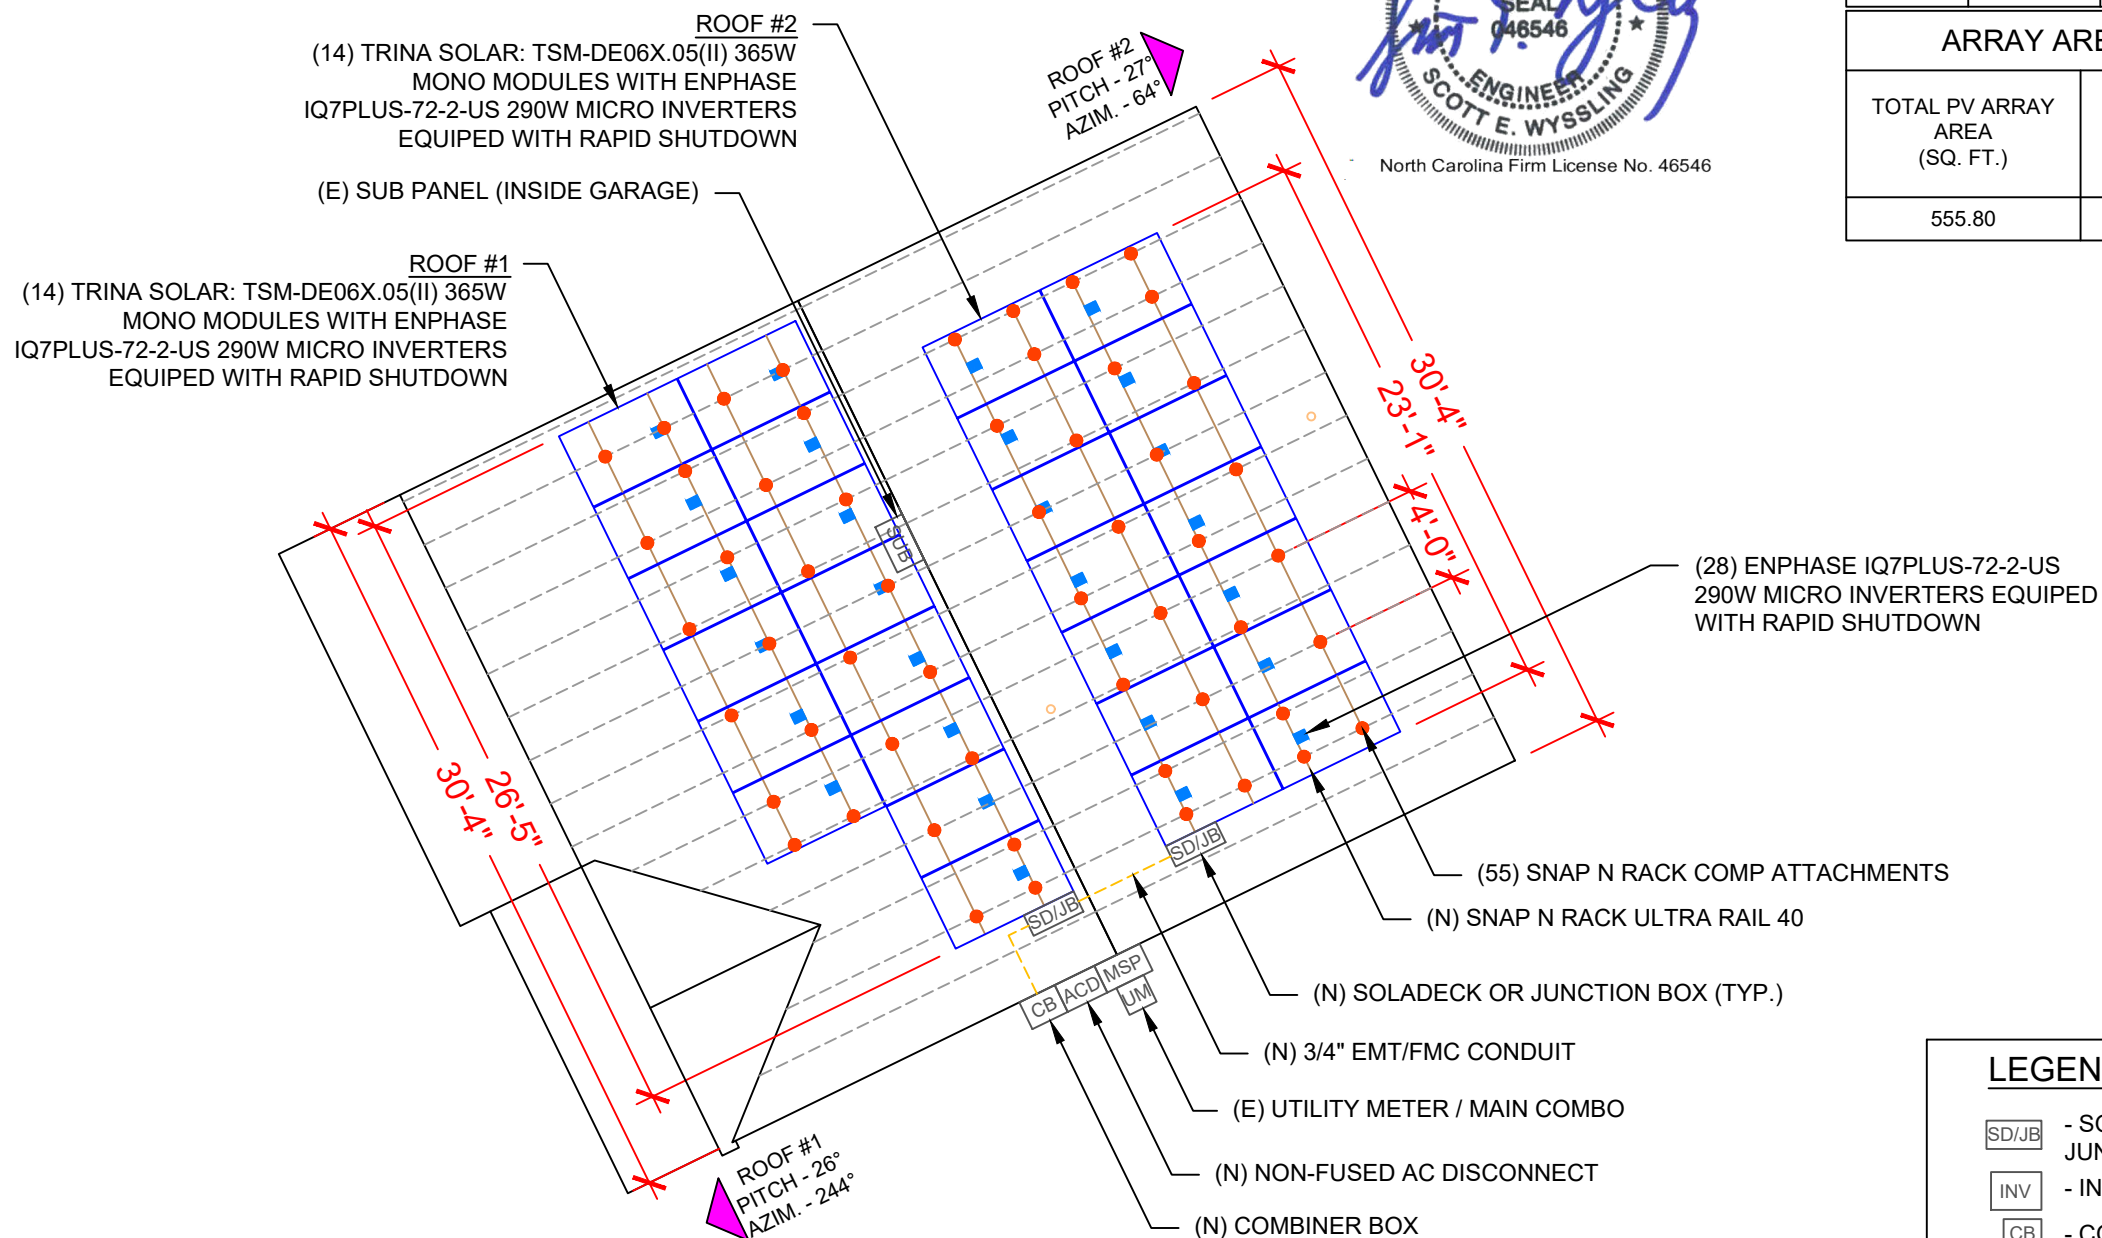 ROOF #2
(14) TRINA SOLAR: TSM-DE06X.05(II) 365W
MONO MODULES WITH ENPHASE
IQ7PLUS-72-2-US 290W MICRO INVERTERS
EQUIPED WITH RAPID SHUTDOWN
(E) SUB PANEL (INSIDE GARAGE)
ROOF #1
(14) TRINA SOLAR: TSM-DE06X.05(II) 365W
MONO MODULES WITH ENPHASE
IQ7PLUS-72-2-US 290W MICRO INVERTERS
EQUIPED WITH RAPID SHUTDOWN
ROOF #2
PITCH - 27°
AZIM. - 64°
SEAL
046546
ENGINEER
SCOTT E. WYSSLING
North Carolina Firm License No. 46546
ARRAY ARE
TOTAL PV ARRAY
AREA
(SQ. FT.)
555.80
30'-4"
23'-1"
4'-0"
SUB
(28) ENPHASE IQ7PLUS-72-2-US
290W MICRO INVERTERS EQUIPED
WITH RAPID SHUTDOWN
26'-5"
30'-4"
SD/JB
SD/JB
(55) SNAP N RACK COMP ATTACHMENTS
(N) SNAP N RACK ULTRA RAIL 40
CB
ACD
MSP
UM
(N) SOLADECK OR JUNCTION BOX (TYP.)
(N) 3/4" EMT/FMC CONDUIT
(E) UTILITY METER / MAIN COMBO
(N) NON-FUSED AC DISCONNECT
(N) COMBINER BOX
ROOF #1
PITCH - 26°
AZIM. - 244°
LEGEN
SD/JB - SO
JUN
INV - IN
CB - CO